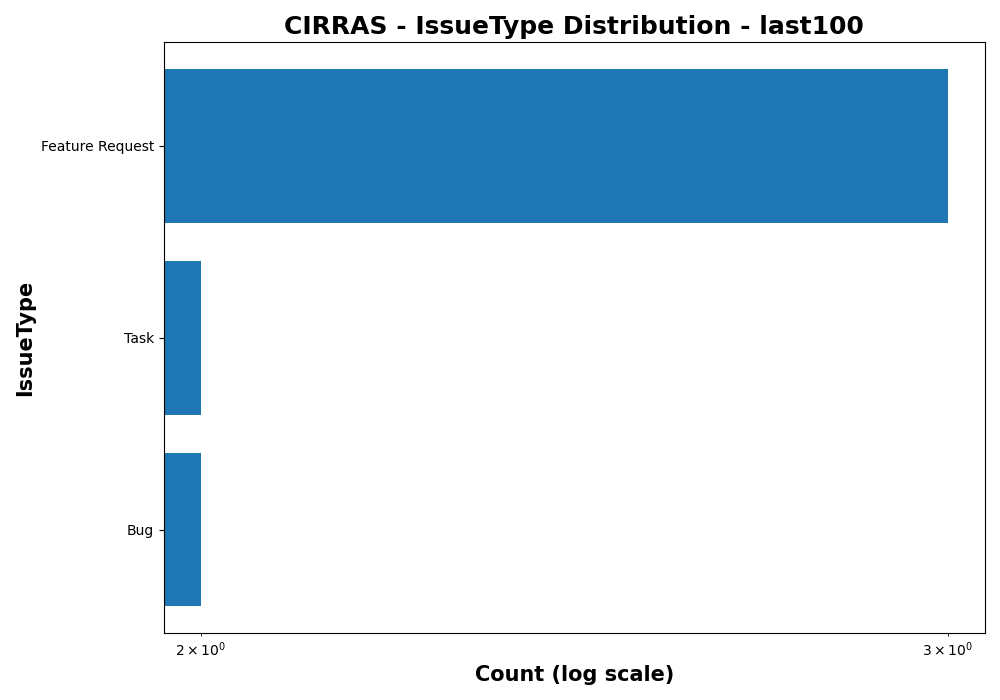 CIRRAS - IssueType Distribution - last100
IssueType
Feature Request
Task
Bug
2 × 10⁰
3 × 10⁰
Count (log scale)